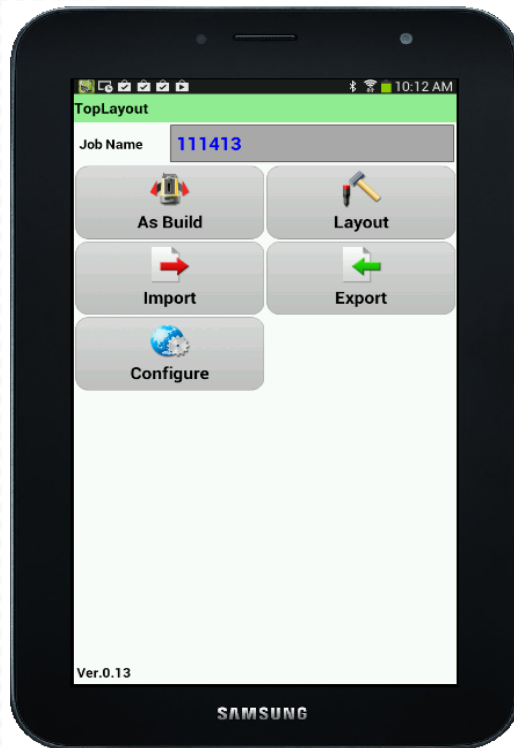 10:12 AM
TopLayout
Job Name 111413
As Build Layout
Import Export
Configure
Ver.0.13
SAMSUNG